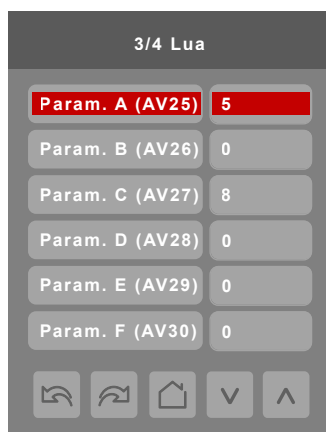 3/4 Lua
Param. A (AV25) 5
Param. B (AV26) 0
Param. C (AV27) 8
Param. D (AV28) 0
Param. E (AV29) 0
Param. F (AV30) 0